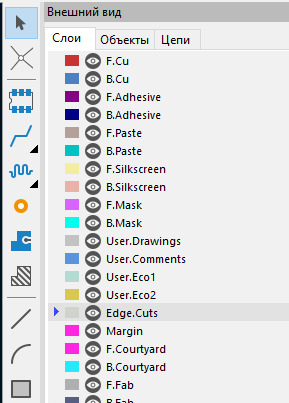 Внешний вид
Слои Объекты Цепи
F.Cu
B.Cu
F.Adhesive
B.Adhesive
F.Paste
B.Paste
F.Silkscreen
B.Silkscreen
F.Mask
B.Mask
User.Drawings
User.Comments
User.Eco1
User.Eco2
Edge.Cuts
Margin
F.Courtyard
B.Courtyard
F.Fab
B.Fab